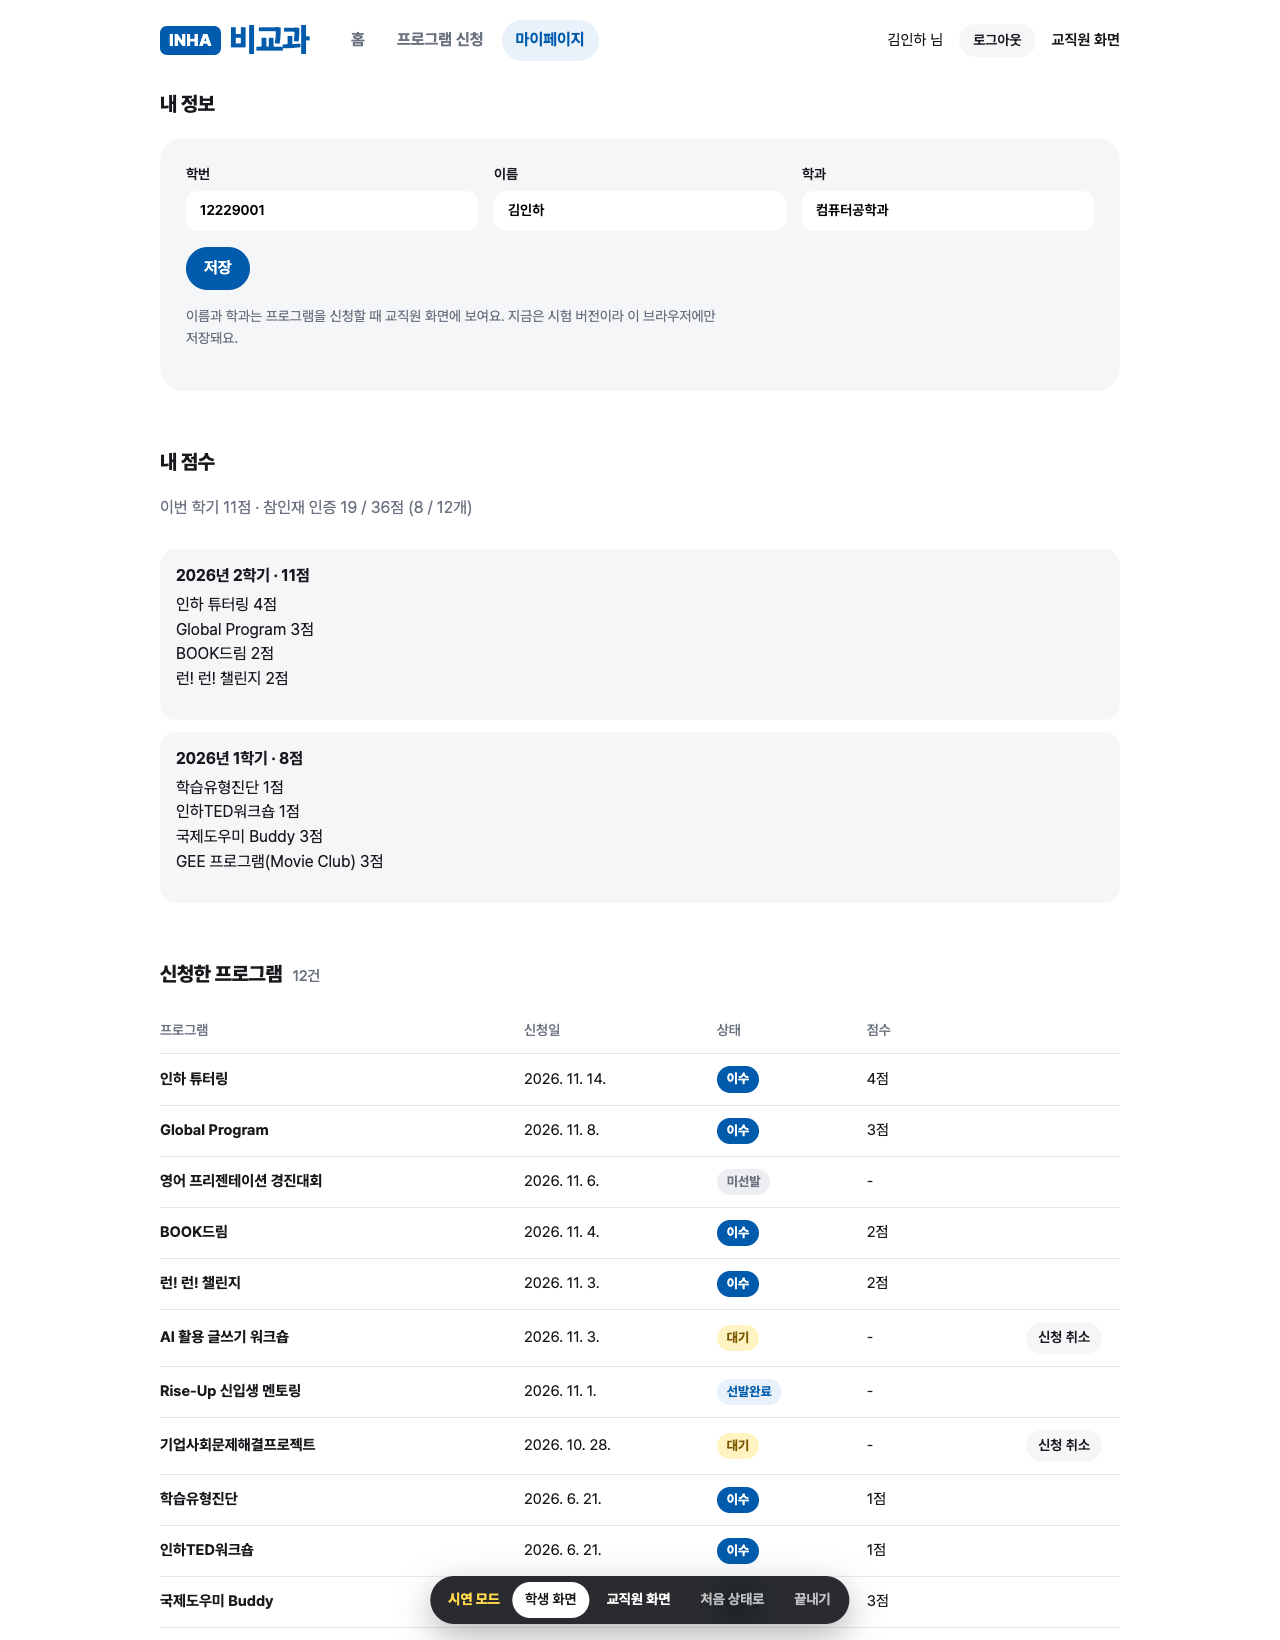 INHA 비교과 홈 프로그램 신청 마이페이지 김인하 님 로그아웃 교직원 화면
내 정보
학번 이름 학과
12229001 김인하 컴퓨터공학과
저장
이름과 학과는 프로그램을 신청할 때 교직원 화면에 보여요. 지금은 시험 버전이라 이 브라우저에만
저장돼요.
내 점수
이번 학기 11점 · 참인재 인증 19 / 36점 (8 / 12개)
2026년 2학기 · 11점
인하 튜터링 4점
Global Program 3점
BOOK드림 2점
런! 런! 챌린지 2점
2026년 1학기 · 8점
학습유형진단 1점
인하TED워크숍 1점
국제도우미 Buddy 3점
GEE 프로그램(Movie Club) 3점
신청한 프로그램 12건
프로그램 신청일 상태 점수
인하 튜터링 2026. 11. 14. 이수 4점
Global Program 2026. 11. 8. 이수 3점
영어 프리젠테이션 경진대회 2026. 11. 6. 미선발 -
BOOK드림 2026. 11. 4. 이수 2점
런! 런! 챌린지 2026. 11. 3. 이수 2점
AI 활용 글쓰기 워크숍 2026. 11. 3. 대기 - 신청 취소
Rise-Up 신입생 멘토링 2026. 11. 1. 선발완료 -
기업사회문제해결프로젝트 2026. 10. 28. 대기 - 신청 취소
학습유형진단 2026. 6. 21. 이수 1점
인하TED워크숍 2026. 6. 21. 이수 1점
국제도우미 Buddy 3점
시연 모드 학생 화면 교직원 화면 처음 상태로 끝내기